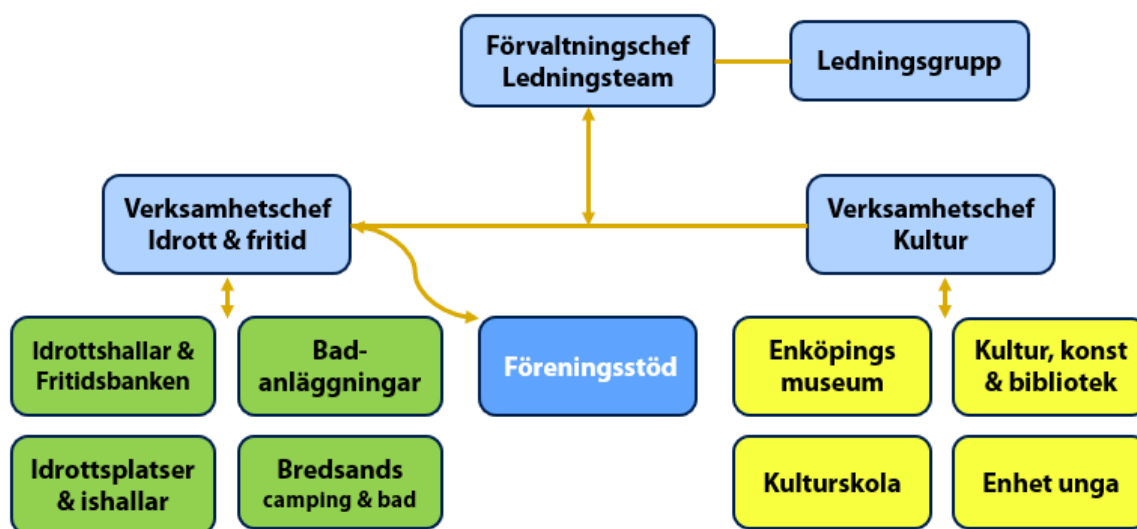 Förvaltningschef
Ledningsteam
Ledningsgrupp
Verksamhetschef
Idrott & fritid
Verksamhetschef
Kultur
Idrottshallar &
Fritidsbanken
Bad-
anläggningar
Föreningsstöd
Enköpings
museum
Kultur, konst
& bibliotek
Idrottsplatser
& ishallar
Bredsands
camping & bad
Kulturskola
Enhet unga